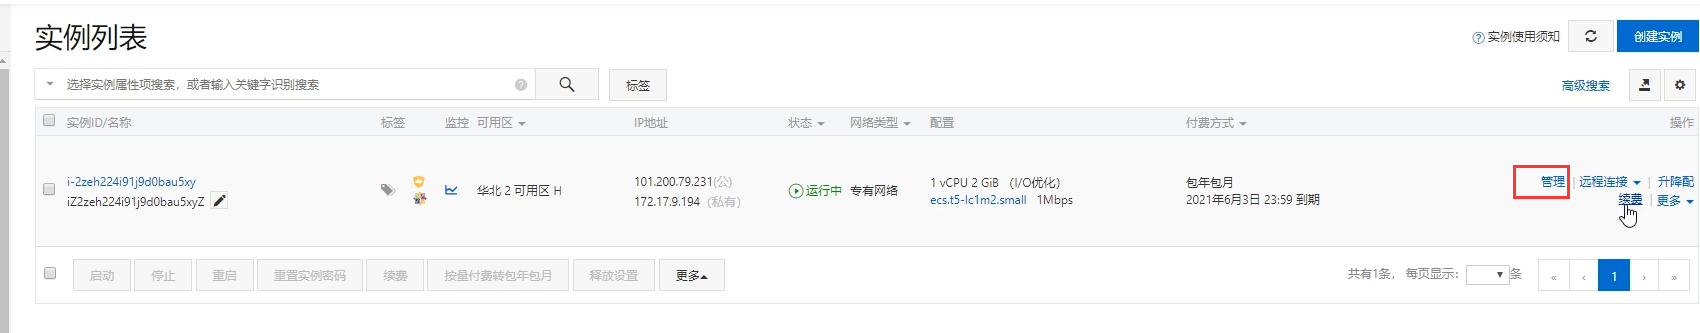 实例列表
实例使用须知
创建实例
选择实例属性项搜索，或者输入关键字识别搜索
标签
高级搜索
实例ID/名称 标签 监控 可用区 IP地址 状态 网络类型 配置 付费方式 操作
i-2zeh224i91j9d0bau5xy
iZ2zeh224i91j9d0bau5xyZ
华北 2 可用区 H
101.200.79.231(公)
172.17.9.194 （私有）
运行中 专有网络
1 vCPU 2 GiB （I/O优化）
ecs.t5-lc1m2.small 1Mbps
包年包月
2021年6月3日 23:59 到期
管理 | 远程连接 | 升降配
续费 | 更多
启动 停止 重启 重置实例密码 续费 按量付费转包年包月 释放设置 更多
共有1条， 每页显示： 条 « ‹ 1 › »